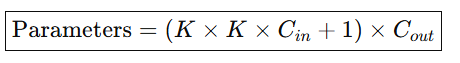 Parameters = (K × K × C_in + 1) × C_out